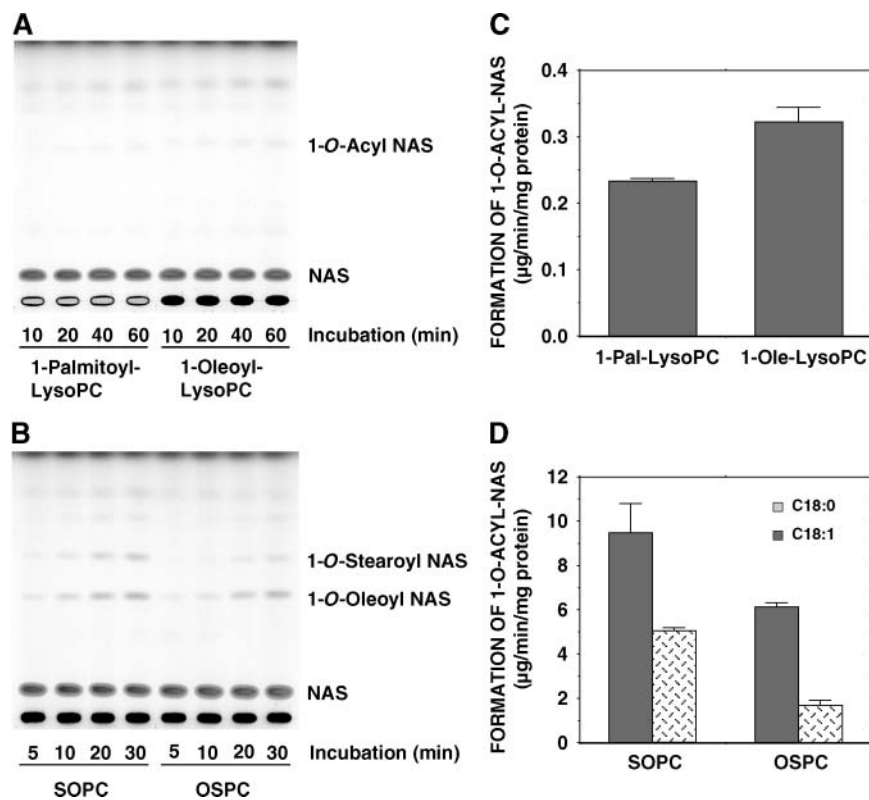 A
1-O-Acyl NAS
NAS
10 20 40 60 10 20 40 60 Incubation (min)
1-Palmitoyl-
LysoPC
1-Oleoyl-
LysoPC
B
1-O-Stearoyl NAS
1-O-Oleoyl NAS
NAS
5 10 20 30 5 10 20 30 Incubation (min)
SOPC OSPC
C
FORMATION OF 1-O-ACYL-NAS
(µg/min/mg protein)
0.4
0.3
0.2
0.1
0.0
1-Pal-LysoPC 1-Ole-LysoPC
D
FORMATION OF 1-O-ACYL-NAS
(µg/min/mg protein)
12
10
8
6
4
2
0
C18:0
C18:1
SOPC OSPC